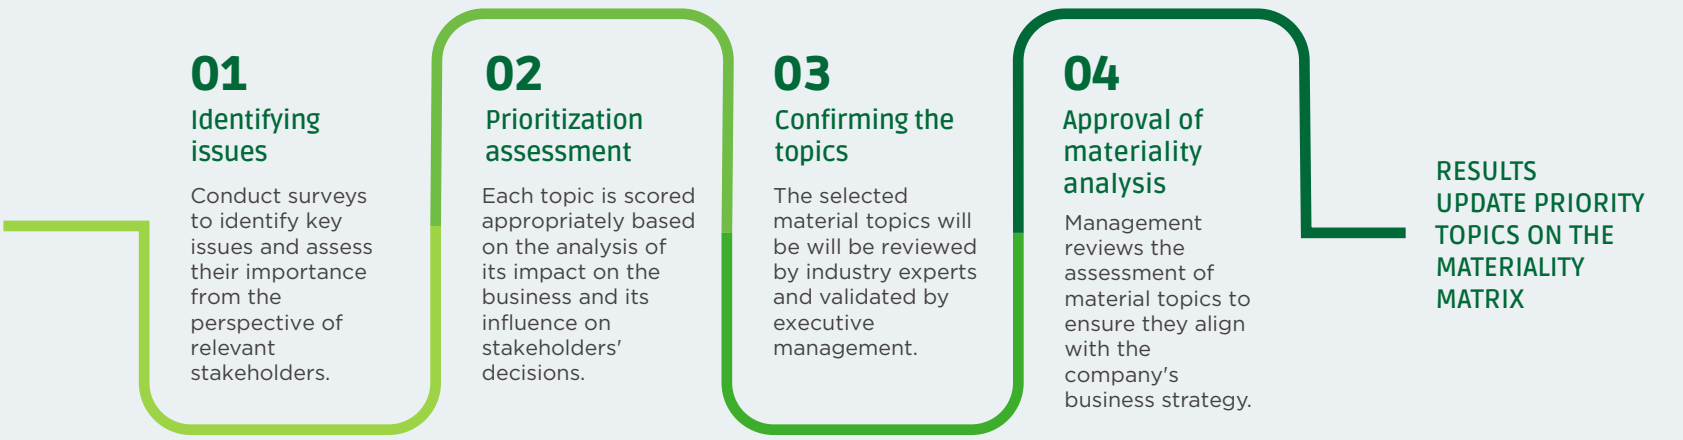 01
Identifying
issues
Conduct surveys
to identify key
issues and assess
their importance
from the
perspective of
relevant
stakeholders.
02
Prioritization
assessment
Each topic is scored
appropriately based
on the analysis of
its impact on the
business and its
influence on
stakeholders'
decisions.
03
Confirming the
topics
The selected
material topics will
be will be reviewed
by industry experts
and validated by
executive
management.
04
Approval of
materiality
analysis
Management
reviews the
assessment of
material topics to
ensure they align
with the
company's
business strategy.
RESULTS
UPDATE PRIORITY
TOPICS ON THE
MATERIALITY
MATRIX